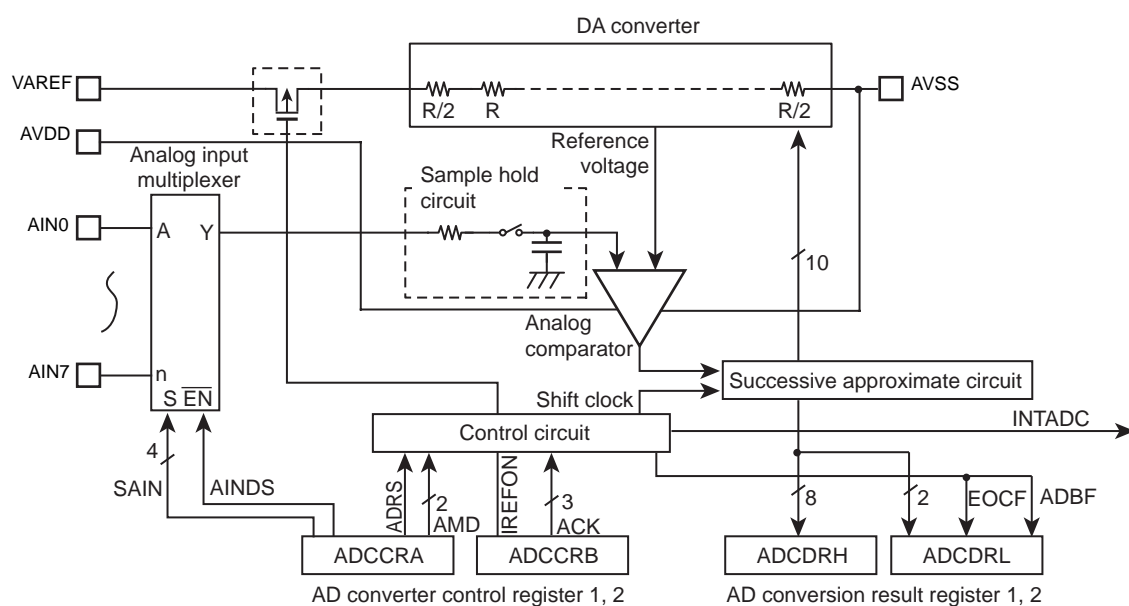 DA converter
VAREF
AVSS
R/2
R
R/2
AVDD
Reference
voltage
Analog input
multiplexer
Sample hold
circuit
AIN0
A
Y
10
Analog
comparator
AIN7
n
S EN
Successive approximate circuit
Shift clock
INTADC
Control circuit
4
SAIN
AINDS
ADRS
2
AMD
IREFON
3
ACK
8
2
EOCF
ADBF
ADCCRA
ADCCRB
ADCDRH
ADCDRL
AD converter control register 1, 2
AD conversion result register 1, 2